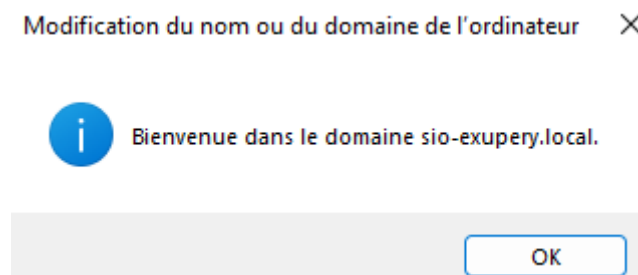 Modification du nom ou du domaine de l'ordinateur
Bienvenue dans le domaine sio-exupery.local.
OK